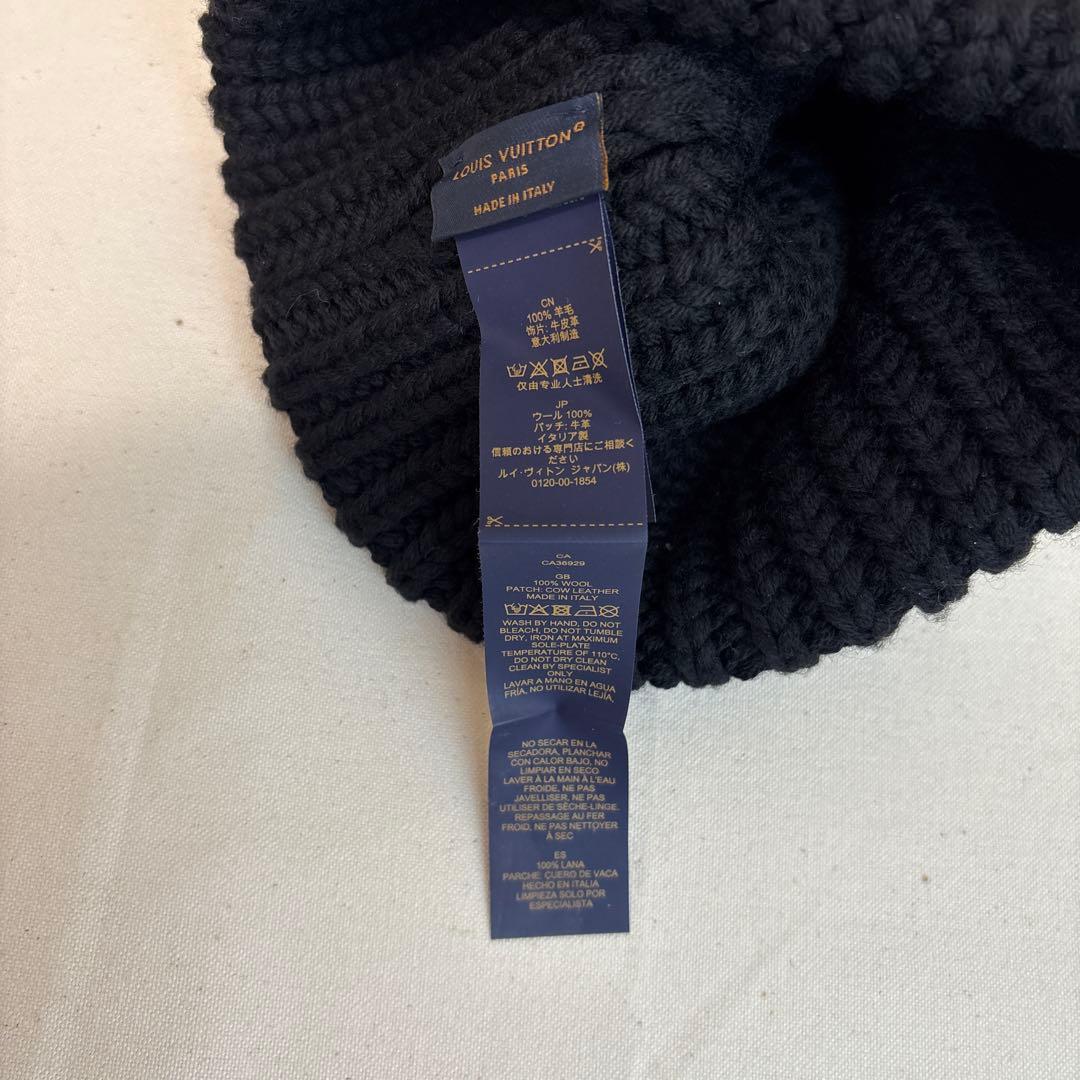 LOUIS VUITTON
PARIS
MADE IN ITALY
CN
100% 羊毛
饰片: 牛皮革
意大利制造
仅由专业人士清洗
JP
ウール 100%
パッチ: 牛革
イタリア製
信頼のおける専門店にご相談く
ださい
ルイ・ヴィトン ジャパン(株)
0120-00-1854
CA
CA36929
GB
100% WOOL
PATCH: COW LEATHER
MADE IN ITALY
WASH BY HAND, DO NOT
BLEACH, DO NOT TUMBLE
DRY, IRON AT MAXIMUM
SOLE-PLATE
TEMPERATURE OF 110°C,
DO NOT DRY CLEAN
CLEAN BY SPECIALIST
ONLY
LAVAR A MANO EN AGUA
FRÍA, NO UTILIZAR LEJÍA,
NO SECAR EN LA
SECADORA, PLANCHAR
CON CALOR BAJO, NO
LIMPIAR EN SECO
LAVER À LA MAIN À L'EAU
FROIDE, NE PAS
JAVELLISER, NE PAS
UTILISER DE SÈCHE-LINGE,
REPASSAGE AU FER
FROID, NE PAS NETTOYER
À SEC
ES
100% LANA
PARCHE: CUERO DE VACA
HECHO EN ITALIA
LIMPIEZA SOLO POR
ESPECIALISTA